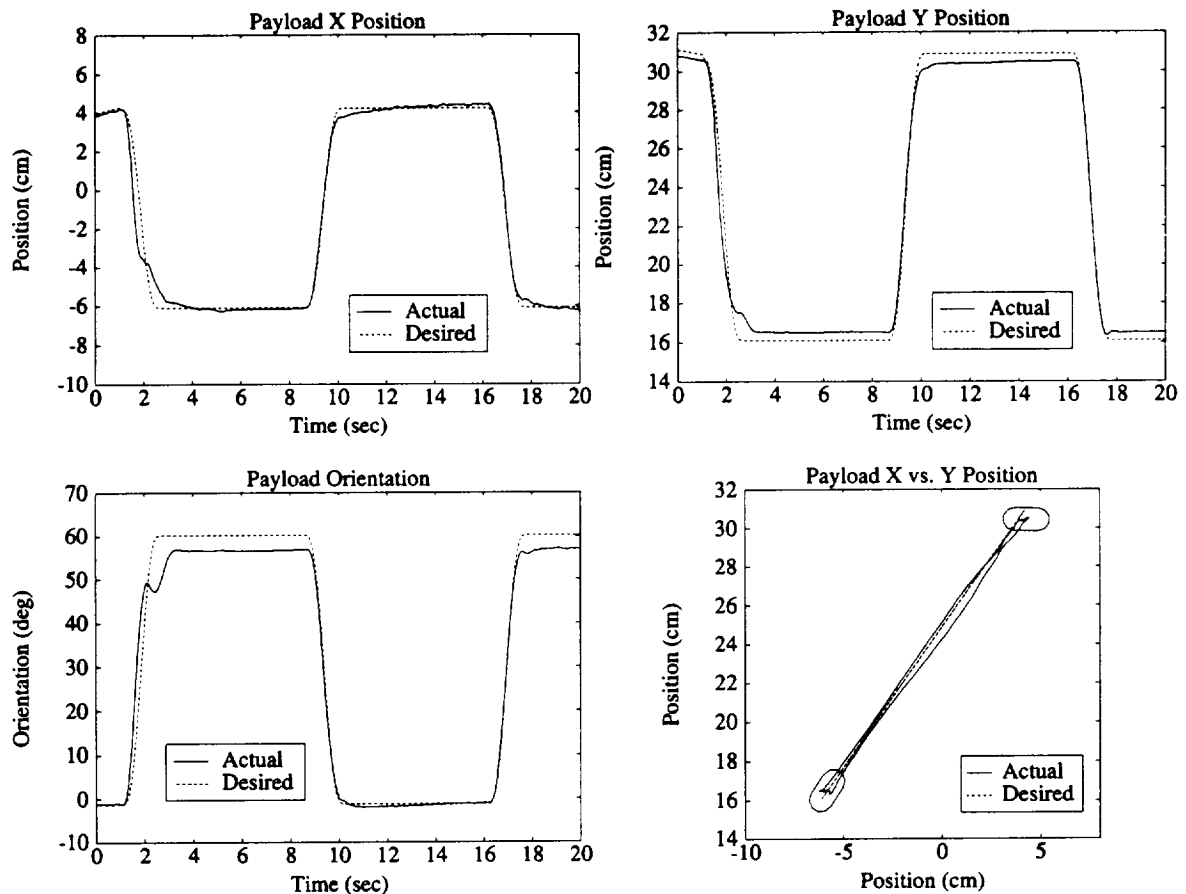 Payload X Position
8
6
4
2
0
-2
-4
-6
-8
-10
Position (cm)
Actual
Desired
0 2 4 6 8 10 12 14 16 18 20
Time (sec)
Payload Y Position
32
30
28
26
24
22
20
18
16
14
Position (cm)
Actual
Desired
0 2 4 6 8 10 12 14 16 18 20
Time (sec)
Payload Orientation
70
60
50
40
30
20
10
0
-10
Orientation (deg)
Actual
Desired
0 2 4 6 8 10 12 14 16 18 20
Time (sec)
Payload X vs. Y Position
32
30
28
26
24
22
20
18
16
14
Position (cm)
Actual
Desired
-10 -5 0 5
Position (cm)